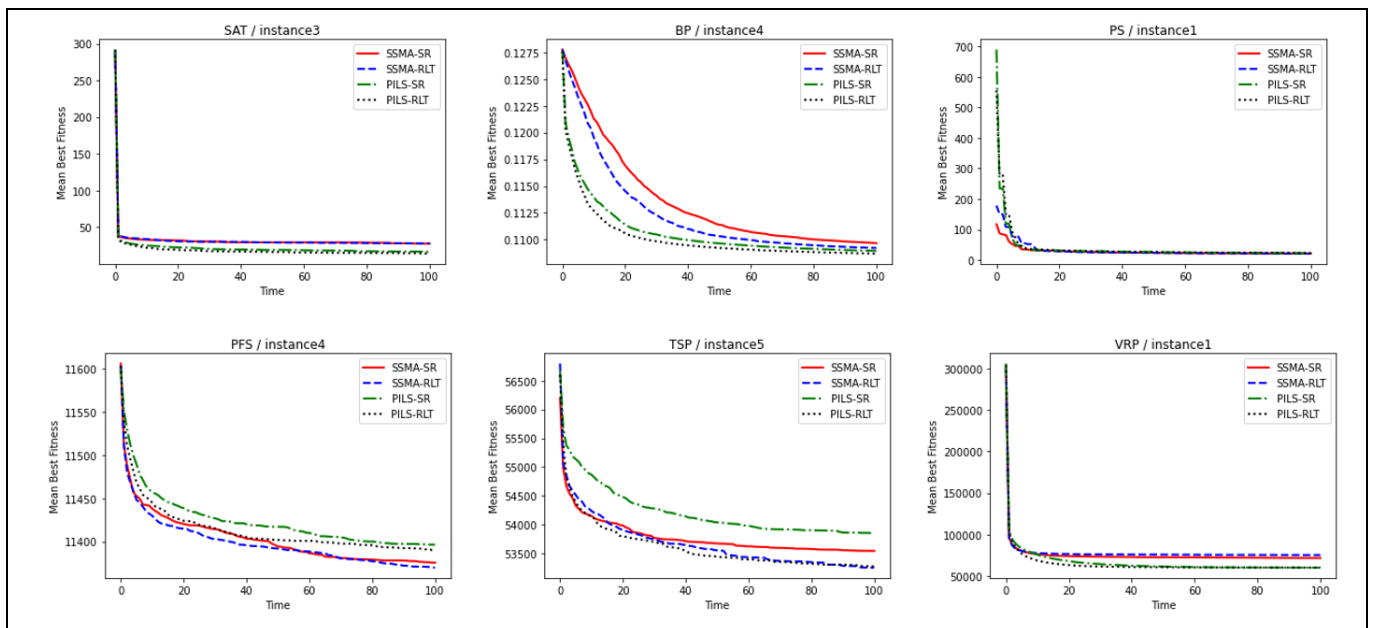 SAT / instance3
300
250
200
150
100
50
0
20
40
60
80
100
Mean Best Fitness
Time
SSMA-SR
SSMA-RLT
PILS-SR
PILS-RLT
BP / instance4
0.1275
0.1250
0.1225
0.1200
0.1175
0.1150
0.1125
0.1100
0
20
40
60
80
100
Mean Best Fitness
Time
SSMA-SR
SSMA-RLT
PILS-SR
PILS-RLT
PS / instance1
700
600
500
400
300
200
100
0
0
20
40
60
80
100
Mean Best Fitness
Time
SSMA-SR
SSMA-RLT
PILS-SR
PILS-RLT
PFS / instance4
11600
11550
11500
11450
11400
0
20
40
60
80
100
Mean Best Fitness
Time
SSMA-SR
SSMA-RLT
PILS-SR
PILS-RLT
TSP / instance5
56500
56000
55500
55000
54500
54000
53500
0
20
40
60
80
100
Mean Best Fitness
Time
SSMA-SR
SSMA-RLT
PILS-SR
PILS-RLT
VRP / instance1
300000
250000
200000
150000
100000
50000
0
20
40
60
80
100
Mean Best Fitness
Time
SSMA-SR
SSMA-RLT
PILS-SR
PILS-RLT